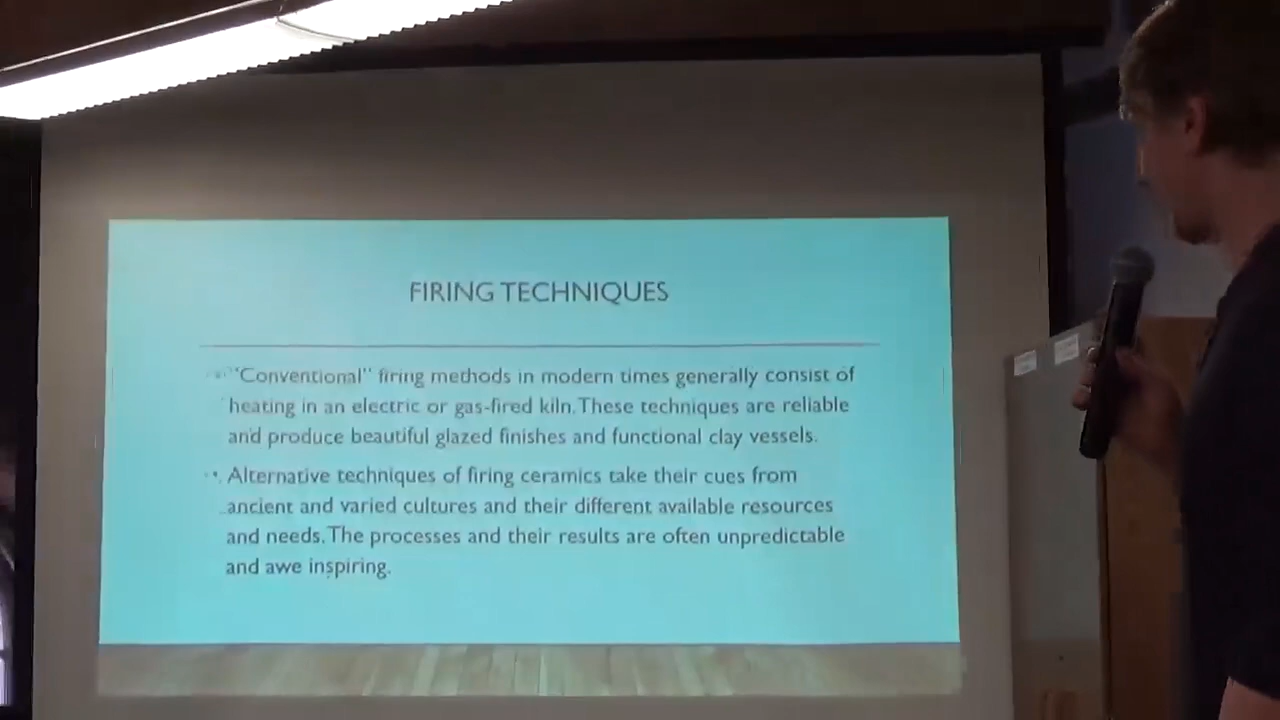 FIRING TECHNIQUES
• "Conventional" firing methods in modern times generally consist of
heating in an electric or gas-fired kiln. These techniques are reliable
and produce beautiful glazed finishes and functional clay vessels.
• Alternative techniques of firing ceramics take their cues from
ancient and varied cultures and their different available resources
and needs. The processes and their results are often unpredictable
and awe inspiring.